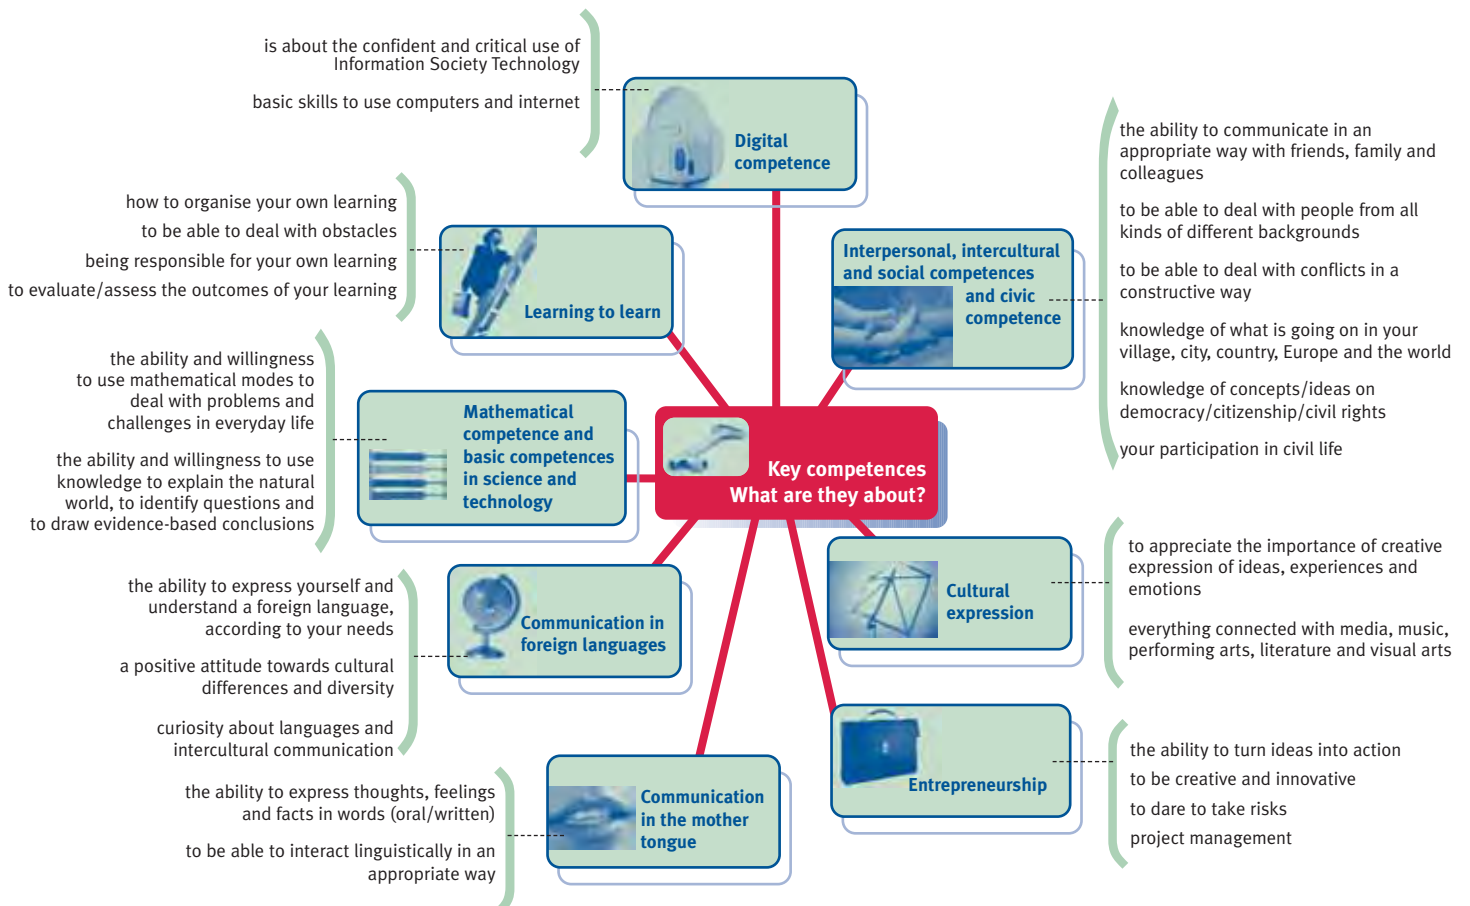 is about the confident and critical use of
Information Society Technology
basic skills to use computers and internet
Digital
competence
how to organise your own learning
to be able to deal with obstacles
being responsible for your own learning
to evaluate/assess the outcomes of your learning
Learning to learn
Interpersonal, intercultural
and social competences
and civic
competence
the ability to communicate in an
appropriate way with friends, family and
colleagues
to be able to deal with people from all
kinds of different backgrounds
to be able to deal with conflicts in a
constructive way
knowledge of what is going on in your
village, city, country, Europe and the world
knowledge of concepts/ideas on
democracy/citizenship/civil rights
your participation in civil life
the ability and willingness
to use mathematical modes to
deal with problems and
challenges in everyday life
the ability and willingness to use
knowledge to explain the natural
world, to identify questions and
to draw evidence-based conclusions
Mathematical
competence and
basic competences
in science and
technology
Key competences
What are they about?
the ability to express yourself and
understand a foreign language,
according to your needs
a positive attitude towards cultural
differences and diversity
curiosity about languages and
intercultural communication
Communication in
foreign languages
Cultural
expression
to appreciate the importance of creative
expression of ideas, experiences and
emotions
everything connected with media, music,
performing arts, literature and visual arts
the ability to express thoughts, feelings
and facts in words (oral/written)
to be able to interact linguistically in an
appropriate way
Communication
in the mother
tongue
Entrepreneurship
the ability to turn ideas into action
to be creative and innovative
to dare to take risks
project management